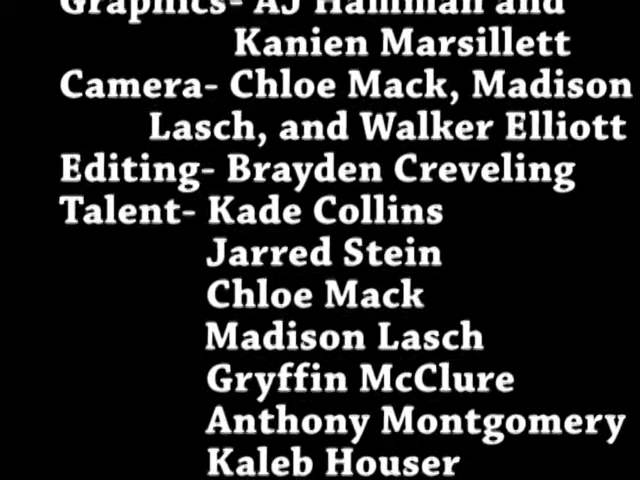 Graphics- AJ Hamman and
Kanien Marsillett
Camera- Chloe Mack, Madison
Lasch, and Walker Elliott
Editing- Brayden Creveling
Talent- Kade Collins
Jarred Stein
Chloe Mack
Madison Lasch
Gryffin McClure
Anthony Montgomery
Kaleb Houser